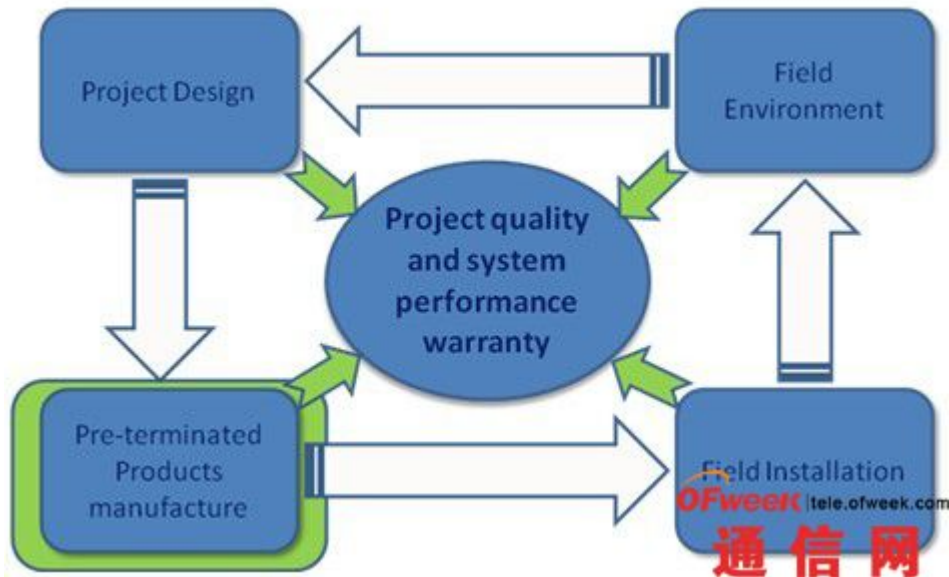 Project Design
Field
Environment
Project quality
and system
performance
warranty
Pre-terminated
Products
manufacture
Field Installation
OFweek | tele.ofweek.com
通信网